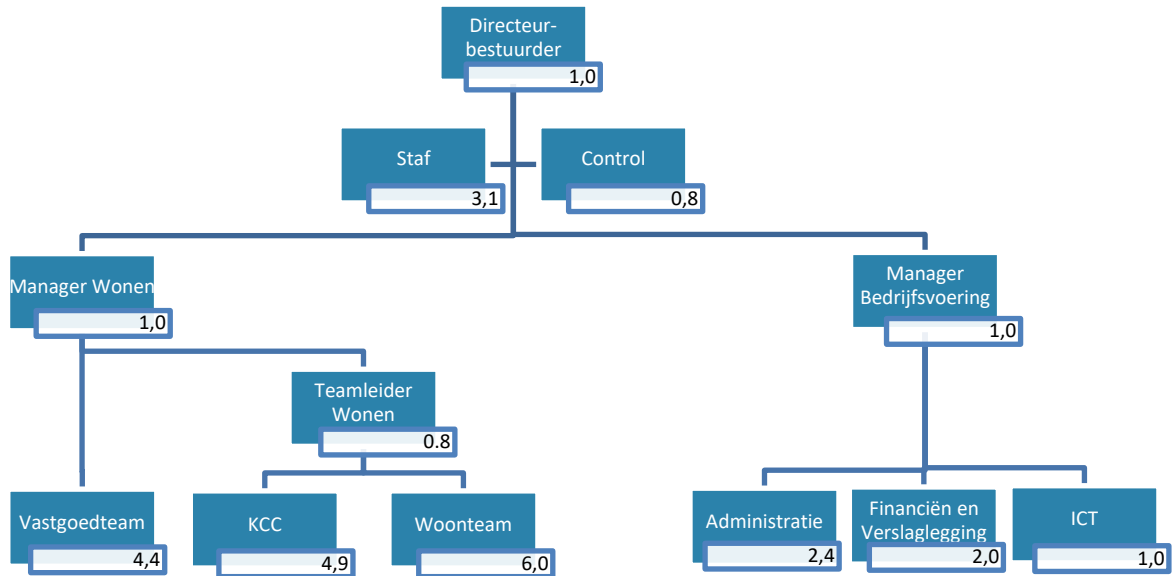 Directeur-
bestuurder
1,0
Staf
3,1
Control
0,8
Manager Wonen
1,0
Manager
Bedrijfsvoering
1,0
Teamleider
Wonen
0.8
Vastgoedteam
4,4
KCC
4,9
Woonteam
6,0
Administratie
2,4
Financiën en
Verslaglegging
2,0
ICT
1,0